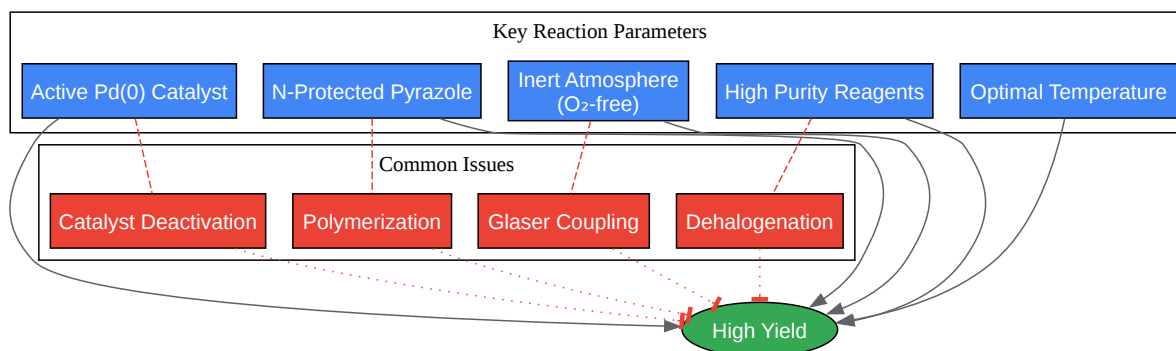 Key Reaction Parameters
Active Pd(0) Catalyst
N-Protected Pyrazole
Inert Atmosphere
(O₂-free)
High Purity Reagents
Optimal Temperature
Common Issues
Catalyst Deactivation
Polymerization
Glaser Coupling
Dehalogenation
High Yield